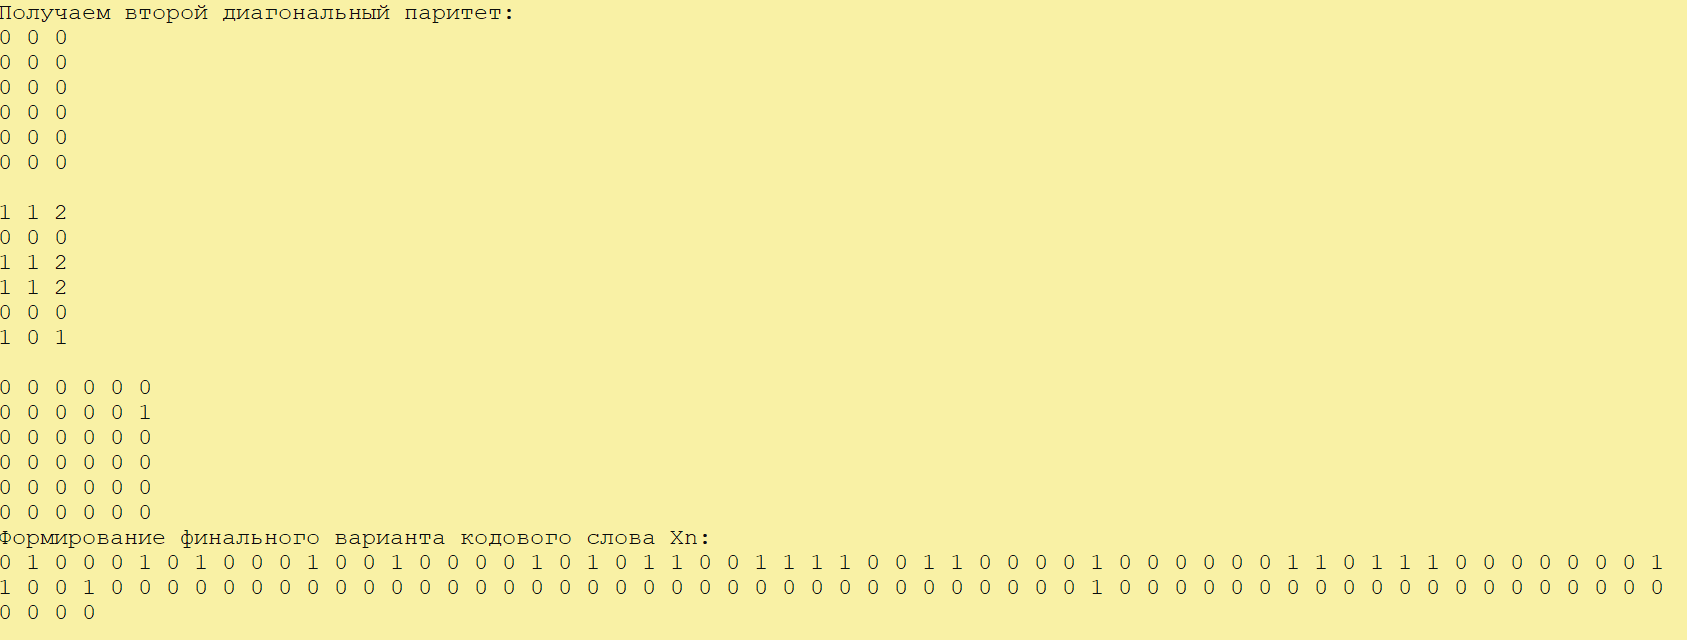 Получаем второй диагональный паритет:
0 0 0
0 0 0
0 0 0
0 0 0
0 0 0
0 0 0
1 1 2
0 0 0
1 1 2
1 1 2
0 0 0
1 0 1
0 0 0 0 0 0
0 0 0 0 0 1
0 0 0 0 0 0
0 0 0 0 0 0
0 0 0 0 0 0
0 0 0 0 0 0
Формирование финального варианта кодового слова Xn:
0 1 0 0 0 1 0 1 0 0 0 1 0 0 1 0 0 0 0 1 0 1 0 1 1 0 0 1 1 1 1 0 0 1 1 0 0 0 0 1 0 0 0 0 0 0 1 1 0 1 1 1 0 0 0 0 0 0 0 1
1 0 0 1 0 0 0 0 0 0 0 0 0 0 0 0 0 0 0 0 0 0 0 0 0 0 0 0 0 0 0 0 0 0 0 0 0 0 0 1 0 0 0 0 0 0 0 0 0 0 0 0 0 0 0 0 0 0 0 0
0 0 0 0